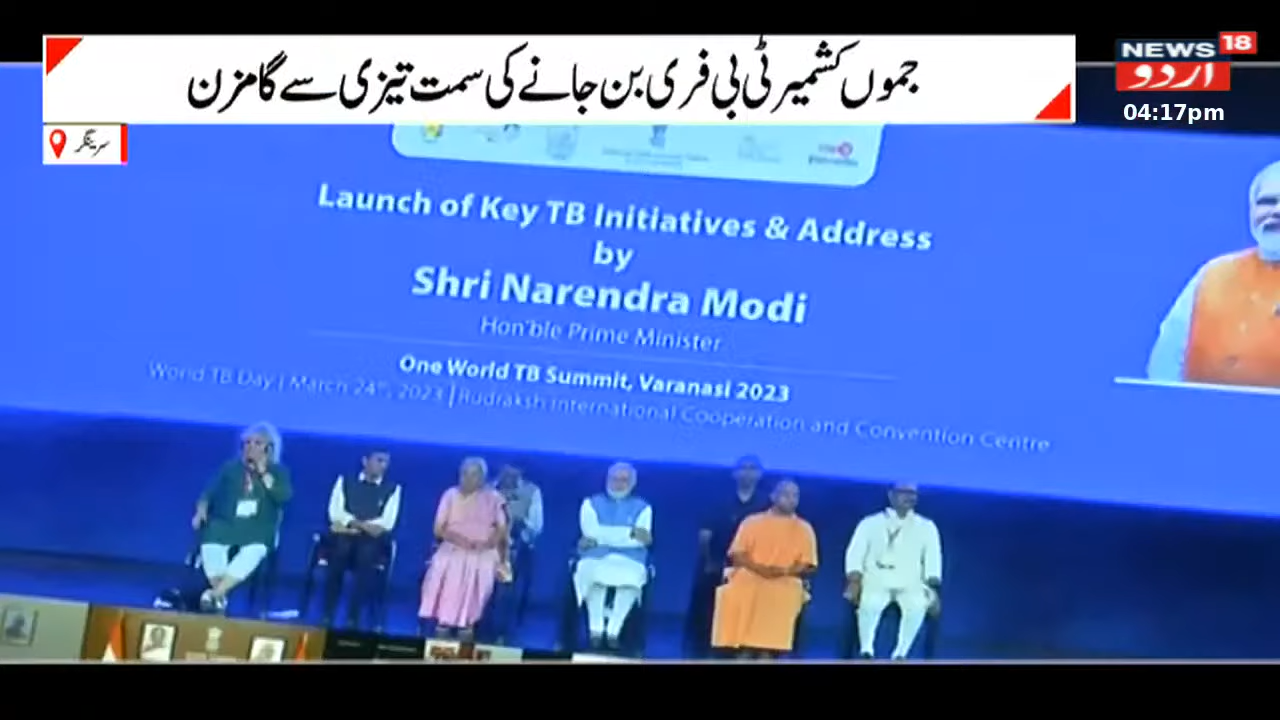 جموں کشمیر ٹی بی فری بن جانے کی سمت تیزی سے گامزن
NEWS 18
اردو
04:17pm
سرینگر
Launch of Key TB Initiatives & Address
by
Shri Narendra Modi
Hon'ble Prime Minister
One World TB Summit, Varanasi 2023
World TB Day | March 24th, 2023 | Rudraksh International Cooperation and Convention Centre